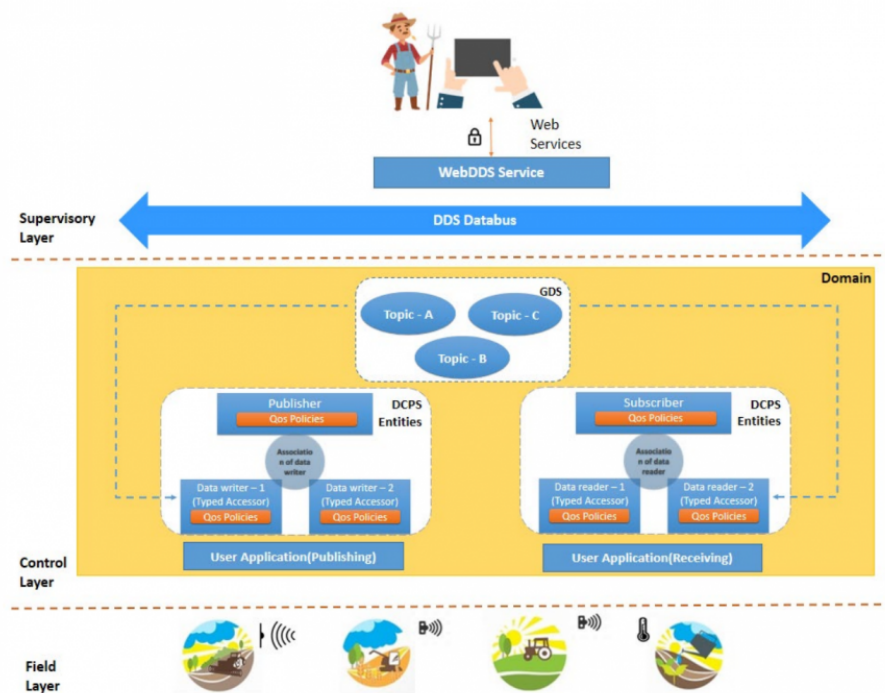 Web
Services
WebDDS Service
Supervisory
Layer
DDS Databus
Domain
GDS
Topic - A
Topic - C
Topic - B
Publisher
Qos Policies
DCPS
Entities
Associatio
n of data
writer
Data writer – 1
(Typed Accessor)
Qos Policies
Data writer – 2
(Typed Accessor)
Qos Policies
User Application(Publishing)
Subscriber
Qos Policies
DCPS
Entities
Associatio
n of data
reader
Data reader – 1
(Typed Accessor)
Qos Policies
Data reader – 2
(Typed Accessor)
Qos Policies
User Application(Receiving)
Control
Layer
Field
Layer